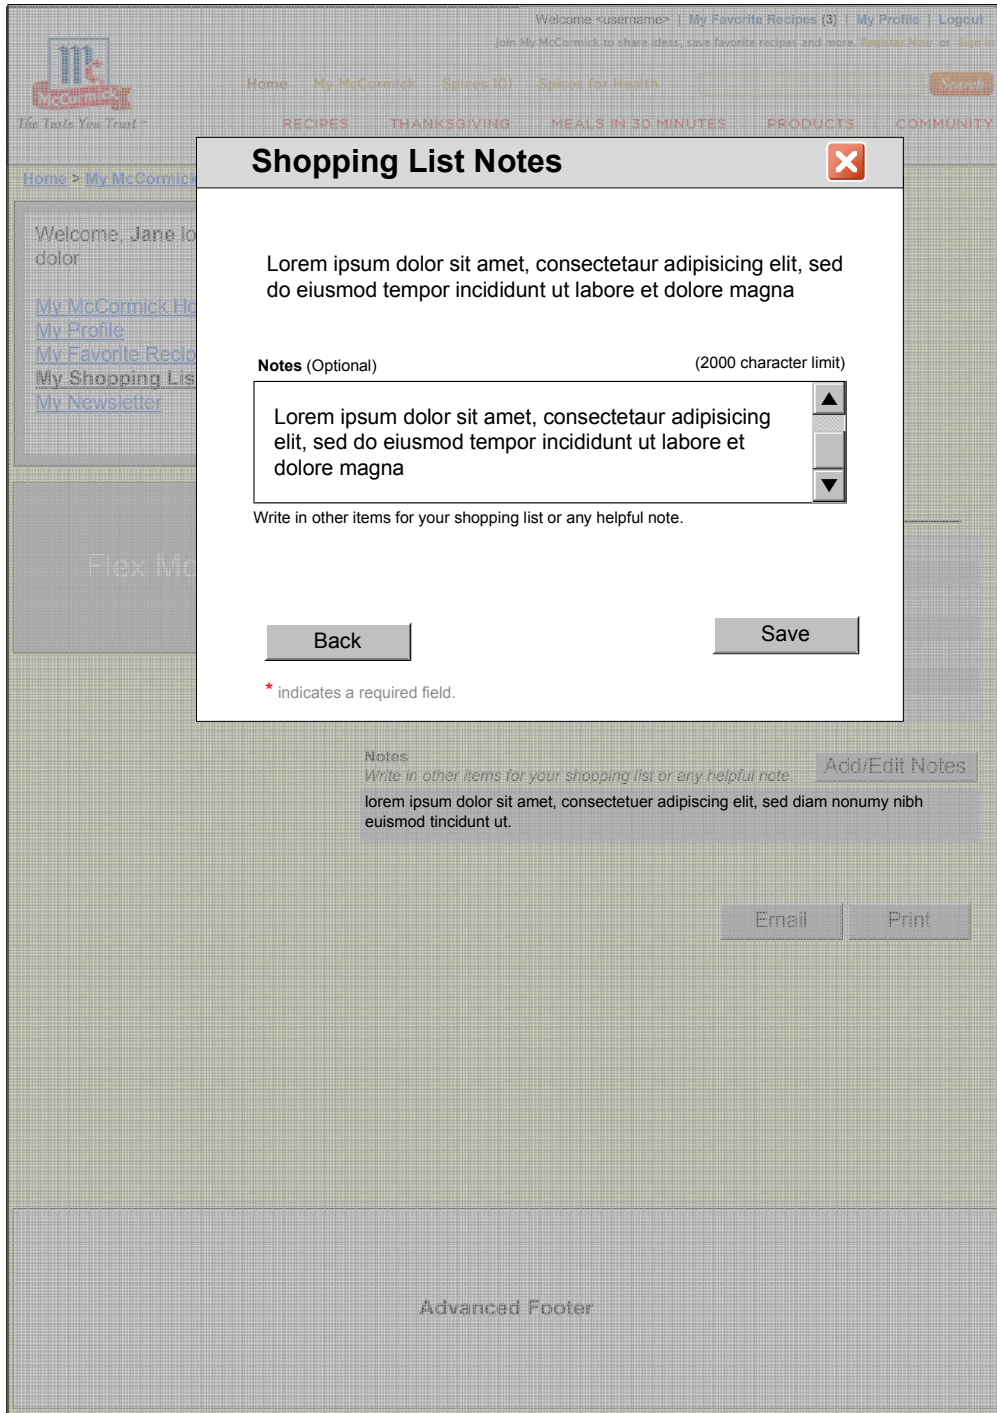 Welcome <username> | My Favorite Recipes (3) | My Profile | Logout
Join My McCormick to share ideas, save favorite recipes and more. Register Now or Sign In
Mc
McCormick
The Taste You Trust™
Home My McCormick Spices 101 Spices for Health
Search
RECIPES THANKSGIVING MEALS IN 30 MINUTES PRODUCTS COMMUNITY
Home > My McCormick
Shopping List Notes
Welcome, Jane lo
dolor
My McCormick Ho
My Profile
My Favorite Recip
My Shopping Lis
My Newsletter
Flex Mo
Lorem ipsum dolor sit amet, consectetaur adipisicing elit, sed
do eiusmod tempor incididunt ut labore et dolore magna
Notes (Optional) (2000 character limit)
Lorem ipsum dolor sit amet, consectetaur adipisicing
elit, sed do eiusmod tempor incididunt ut labore et
dolore magna
Write in other items for your shopping list or any helpful note.
Back Save
* indicates a required field.
Notes
Write in other items for your shopping list or any helpful note.
Add/Edit Notes
lorem ipsum dolor sit amet, consectetuer adipiscing elit, sed diam nonumy nibh
euismod tincidunt ut.
Email Print
Advanced Footer